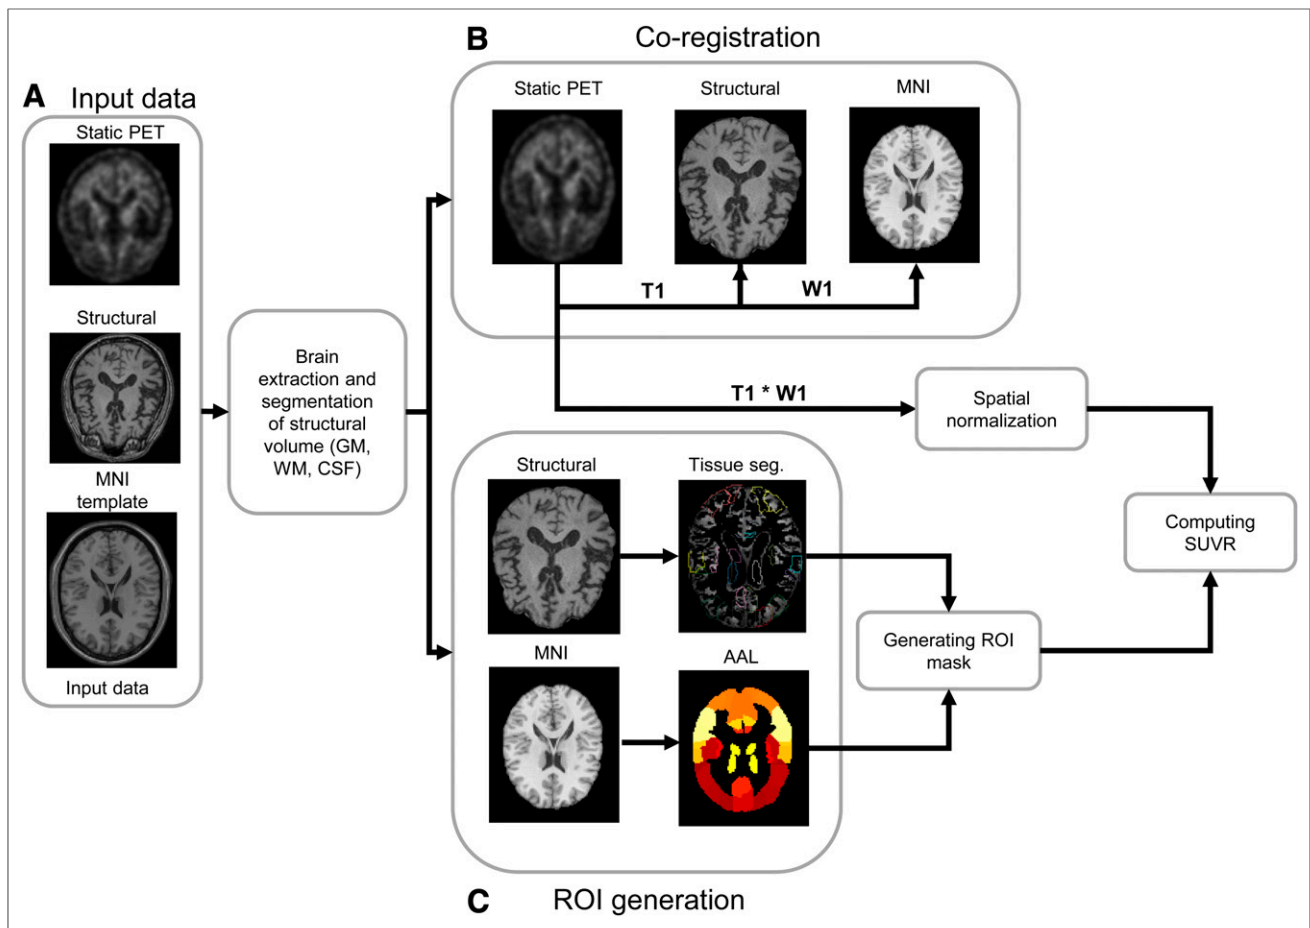 A Input data
Static PET
Structural
MNI
template
Input data
Brain
extraction and
segmentation
of structural
volume (GM,
WM, CSF)
B Co-registration
Static PET
Structural
MNI
T1
W1
T1 * W1
Spatial
normalization
Structural
Tissue seg.
MNI
AAL
Generating ROI
mask
Computing
SUVR
C ROI generation